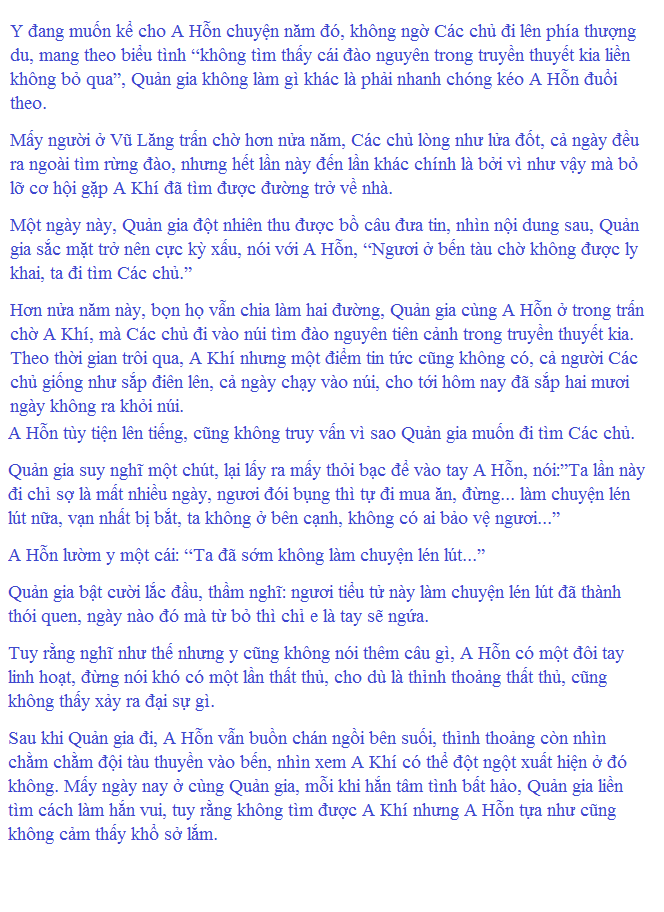 Y đang muốn kể cho A Hỗn chuyện năm đó, không ngờ Các chủ đi lên phía thượng
du, mang theo biểu tình “không tìm thấy cái đào nguyên trong truyền thuyết kia liền
không bỏ qua”, Quản gia không làm gì khác là phải nhanh chóng kéo A Hỗn đuổi
theo.
Mấy người ở Vũ Lăng trấn chờ hơn nửa năm, Các chủ lòng như lửa đốt, cả ngày đều
ra ngoài tìm rừng đào, nhưng hết lần này đến lần khác chính là bởi vì như vậy mà bỏ
lỡ cơ hội gặp A Khí đã tìm được đường trở về nhà.
Một ngày này, Quản gia đột nhiên thu được bồ câu đưa tin, nhìn nội dung sau, Quản
gia sắc mặt trở nên cực kỳ xấu, nói với A Hỗn, “Ngươi ở bến tàu chờ không được ly
khai, ta đi tìm Các chủ.”
Hơn nửa năm này, bọn họ vẫn chia làm hai đường, Quản gia cùng A Hỗn ở trong trấn
chờ A Khí, mà Các chủ đi vào núi tìm đào nguyên tiên cảnh trong truyền thuyết kia.
Theo thời gian trôi qua, A Khí nhưng một điểm tin tức cũng không có, cả người Các
chủ giống như sắp điên lên, cả ngày chạy vào núi, cho tới hôm nay đã sắp hai mươi
ngày không ra khỏi núi.
A Hỗn tùy tiện lên tiếng, cũng không truy vấn vì sao Quản gia muốn đi tìm Các chủ.
Quản gia suy nghĩ một chút, lại lấy ra mấy thỏi bạc để vào tay A Hỗn, nói:”Ta lần này
đi chỉ sợ là mất nhiều ngày, ngươi đói bụng thì tự đi mua ăn, đừng... làm chuyện lén
lút nữa, vạn nhất bị bắt, ta không ở bên cạnh, không có ai bảo vệ ngươi...”
A Hỗn lườm y một cái: “Ta đã sớm không làm chuyện lén lút...”
Quản gia bật cười lắc đầu, thầm nghĩ: ngươi tiểu tử này làm chuyện lén lút đã thành
thói quen, ngày nào đó mà từ bỏ thì chỉ e là tay sẽ ngứa.
Tuy rằng nghĩ như thế nhưng y cũng không nói thêm câu gì, A Hỗn có một đôi tay
linh hoạt, đừng nói khó có một lần thất thủ, cho dù là thỉnh thoảng thất thủ, cũng
không thấy xảy ra đại sự gì.
Sau khi Quản gia đi, A Hỗn vẫn buồn chán ngồi bên suối, thỉnh thoảng còn nhìn
chằm chằm đội tàu thuyền vào bến, nhìn xem A Khí có thể đột ngột xuất hiện ở đó
không. Mấy ngày nay ở cùng Quản gia, mỗi khi hắn tâm tình bất hảo, Quản gia liền
tìm cách làm hắn vui, tuy rằng không tìm được A Khí nhưng A Hỗn tựa như cũng
không cảm thấy khổ sở lắm.